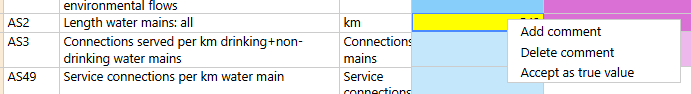 environmental flows
AS2 Length water mains: all km
Add comment
AS3 Connections served per km drinking+non- Connections
drinking water mains mains
Delete comment
Accept as true value
AS49 Service connections per km water main Service
connections